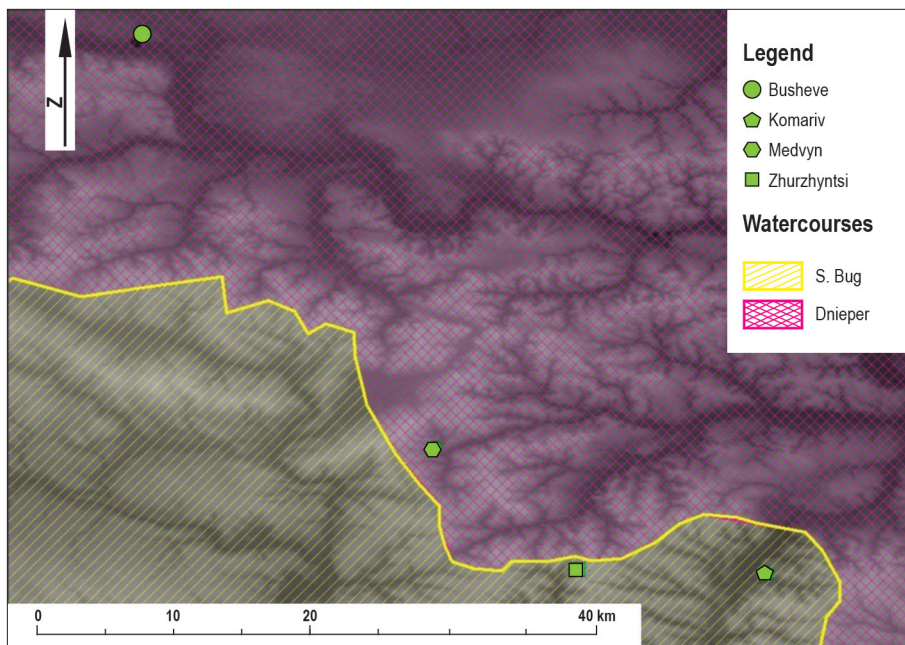 N
Legend
Busheve
Komariv
Medvyn
Zhurzhyntsi
Watercourses
S. Bug
Dnieper
0 10 20 40 km